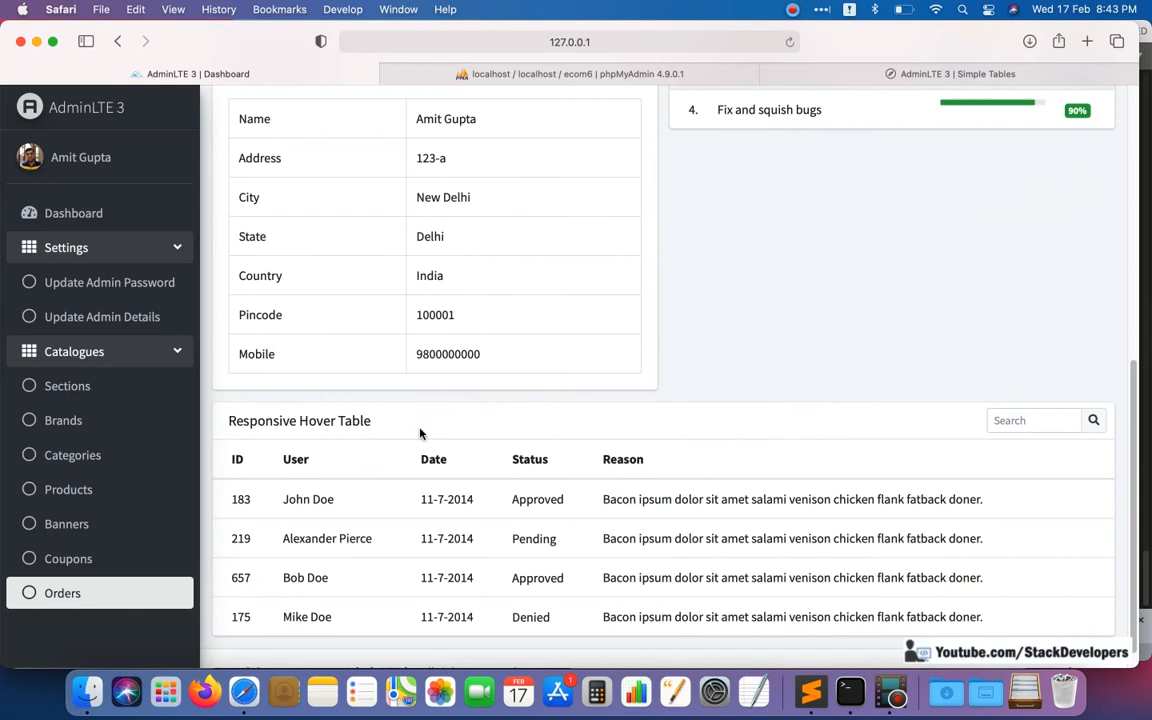 Safari File Edit View History Bookmarks Develop Window Help Wed 17 Feb 8:43 PM
127.0.0.1
AdminLTE 3 | Dashboard
localhost / localhost / ecom6 | phpMyAdmin 4.9.0.1
AdminLTE 3 | Simple Tables
AdminLTE 3
Amit Gupta
Dashboard
Settings
Update Admin Password
Update Admin Details
Catalogues
Sections
Brands
Categories
Products
Banners
Coupons
Orders
Name Amit Gupta
Address 123-a
City New Delhi
State Delhi
Country India
Pincode 100001
Mobile 9800000000
4. Fix and squish bugs 90%
Responsive Hover Table Search
ID User Date Status Reason
183 John Doe 11-7-2014 Approved Bacon ipsum dolor sit amet salami venison chicken flank fatback doner.
219 Alexander Pierce 11-7-2014 Pending Bacon ipsum dolor sit amet salami venison chicken flank fatback doner.
657 Bob Doe 11-7-2014 Approved Bacon ipsum dolor sit amet salami venison chicken flank fatback doner.
175 Mike Doe 11-7-2014 Denied Bacon ipsum dolor sit amet salami venison chicken flank fatback doner.
Youtube.com/StackDevelopers
FEB
17
1